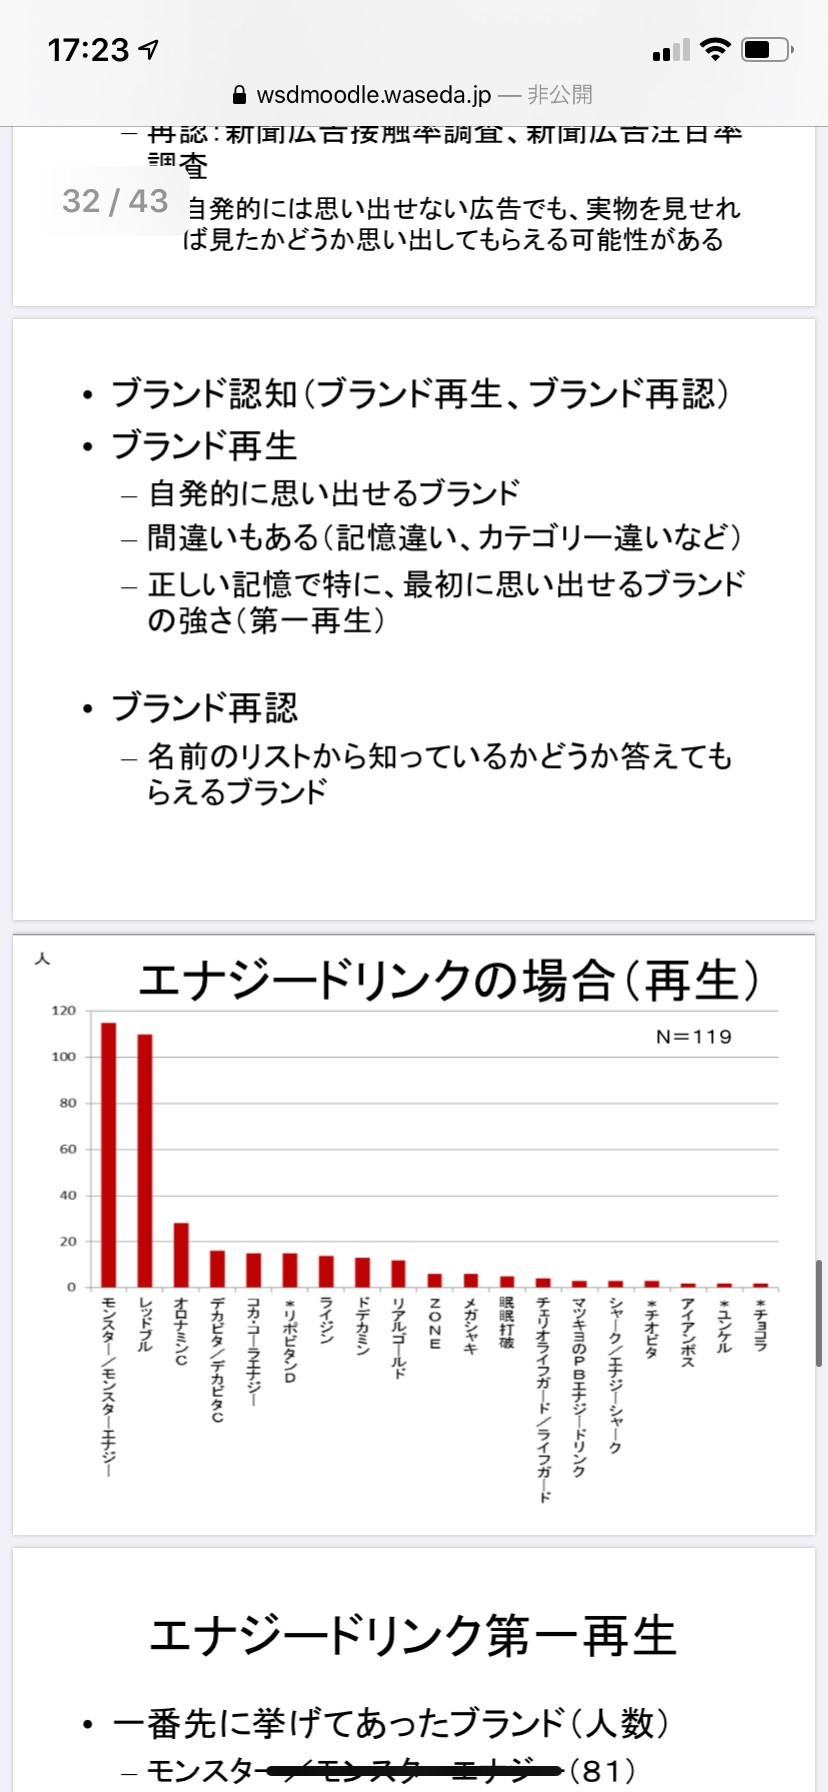 17:23
wsdmoodle.waseda.jp — 非公開
– 再認：新聞広告接触率調査、新聞広告注目率
調査
32 / 43
自発的には思い出せない広告でも、実物を見せれ
ば見たかどうか思い出してもらえる可能性がある
• ブランド認知（ブランド再生、ブランド再認）
• ブランド再生
– 自発的に思い出せるブランド
– 間違いもある（記憶違い、カテゴリー違いなど）
– 正しい記憶で特に、最初に思い出せるブランド
の強さ（第一再生）
• ブランド再認
– 名前のリストから知っているかどうか答えても
らえるブランド
人
エナジードリンクの場合（再生）
N＝119
120
100
80
60
40
20
0
モンスター／モンスターエナジー
レッドブル
オロナミンC
デカビタ／デカビタC
コカ・コーラエナジー
＊リポビタンD
ライジン
ドデカミン
リアルゴールド
ZONE
メガシャキ
眠眠打破
チェリオライフガード／ライフガード
マツキヨのPBエナジードリンク
シャーク／エナジーシャーク
＊チオビタ
アイアンボス
＊ユンケル
＊チョコラ
エナジードリンク第一再生
• 一番先に挙げてあったブランド（人数）
– モンスター／モンスターエナジー（81）